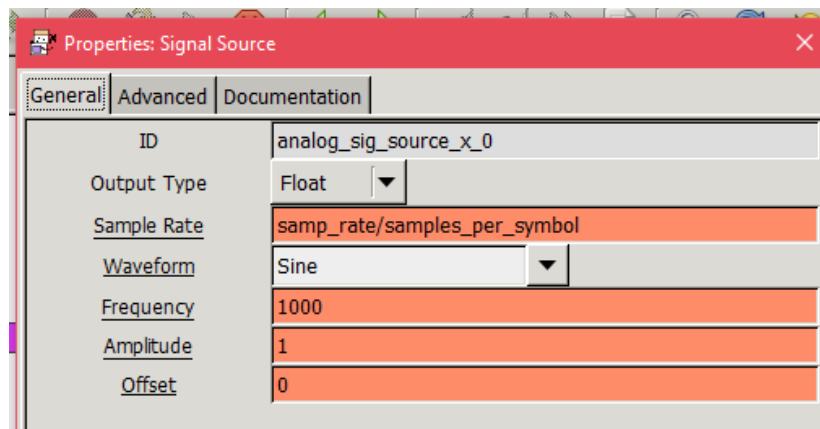 Properties: Signal Source
General Advanced Documentation
ID analog_sig_source_x_0
Output Type Float
Sample Rate samp_rate/samples_per_symbol
Waveform Sine
Frequency 1000
Amplitude 1
Offset 0